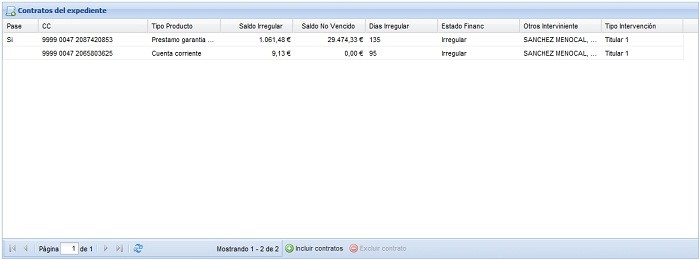 Contratos del expediente
Pase CC Tipo Producto Saldo Irregular Saldo No Vencido Dias Irregular Estado Financ Otros Interviniente Tipo Intervención
Si 9999 0047 2087420853 Prestamo garantia ... 1.061,48 € 29.474,33 € 135 Irregular SANCHEZ MENOCAL, ... Titular 1
9999 0047 2065803625 Cuenta corriente 9,13 € 0,00 € 95 Irregular SANCHEZ MENOCAL, ... Titular 1
Página 1 de 1 Mostrando 1 - 2 de 2 Incluir contratos Excluir contrato